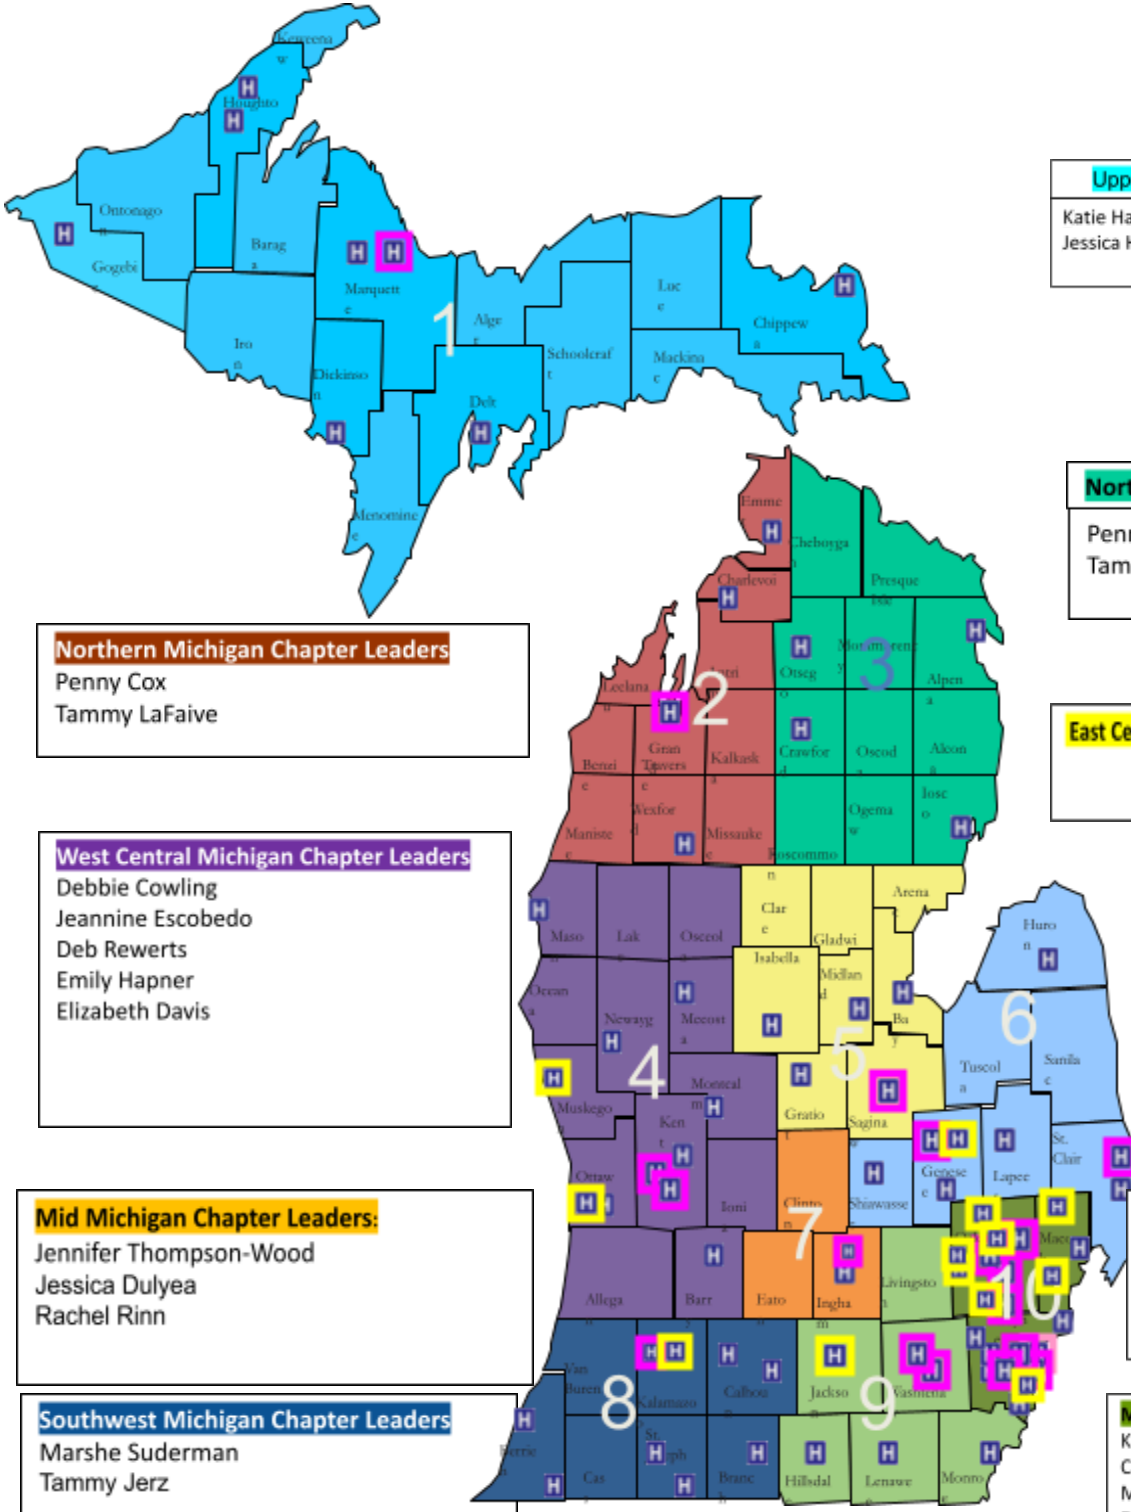 Keweena
w
Houghto
Ontonago
n
Barag
a
Gogebi
Marquett
e
Iro
n
Dickinson
n
1
Alge
r
Luc
e
Chippew
a
Schoolcraf
t
Mackina
c
Delt
Menomine
e
Upp
Katie Ha
Jessica H
Nort
Penn
Tam
East Ce
Emme
t
Cheboyga
n
Charlevoi
Presque
Isle
Otseg
o
3
Alpen
a
Leelana
u
2
Gran
d
Travers
e
Benzi
e
Kalkask
a
Crawfor
d
Oscod
a
Alcon
a
Wexfor
d
Maniste
e
Missauke
e
Roscommo
n
Ogema
w
Iosc
o
Northern Michigan Chapter Leaders
Penny Cox
Tammy LaFaive
West Central Michigan Chapter Leaders
Debbie Cowling
Jeannine Escobedo
Deb Rewerts
Emily Hapner
Elizabeth Davis
Maso
n
Lak
Osceol
Clar
e
Gladwi
Arena
c
Isabella
Midlan
d
Ba
y
Ocean
a
Newayg
Mecost
a
4
5
Huro
n
6
Tuscol
a
Sanila
c
Muskego
n
Montcal
m
Gratio
t
Sagina
w
Ken
t
Ottaw
Ioni
Clinto
n
Shiawasse
Genese
e
Lapee
St.
Clair
7
Allega
n
Barr
y
Eato
n
Ingha
m
Livingsto
n
Maco
10
Mid Michigan Chapter Leaders:
Jennifer Thompson-Wood
Jessica Dulyea
Rachel Rinn
Southwest Michigan Chapter Leaders
Marshe Suderman
Tammy Jerz
Van
Buren
8
Kalamazo
Calhou
n
Jackso
n
9
Washtena
Berrie
n
Cas
s
St.
Branc
h
Hillsdal
e
Lenawe
e
Monro
e
M
K
C
M